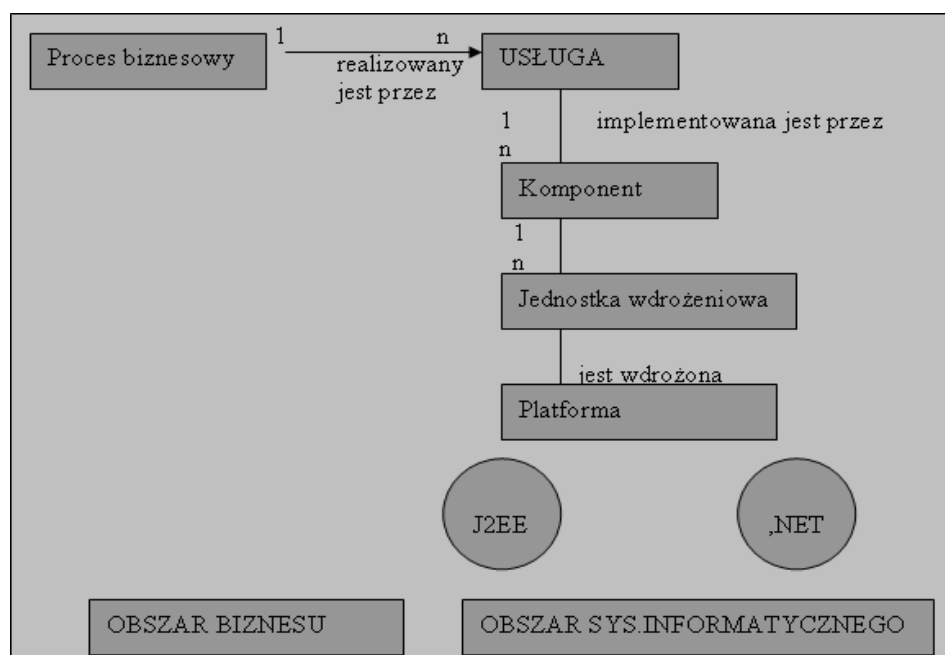 Proces biznesowy
1
n
realizowany
jest przez
USŁUGA
1
n
implementowana jest przez
Komponent
1
n
Jednostka wdrożeniowa
jest wdrożona
Platforma
J2EE
,NET
OBSZAR BIZNESU
OBSZAR SYS.INFORMATYCZNEGO